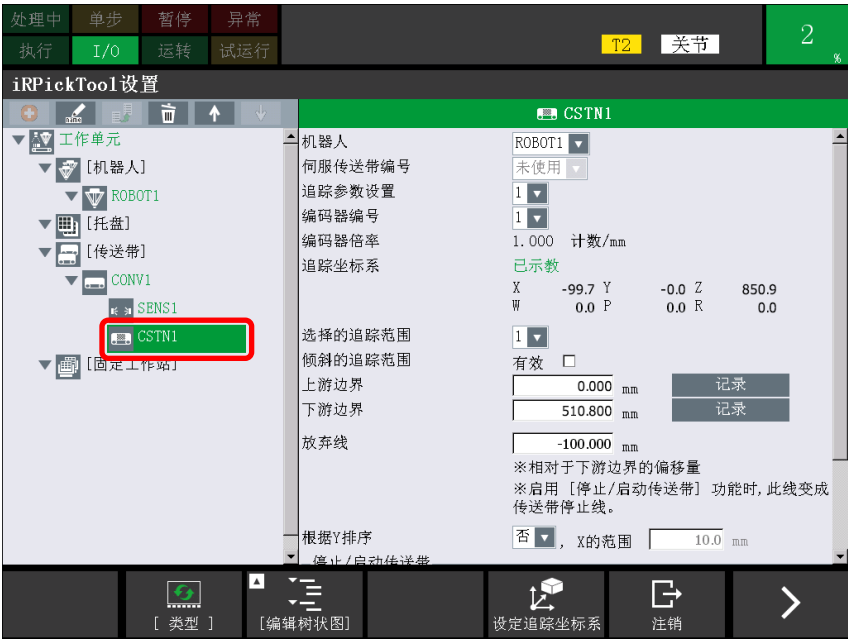 处理中 单步 暂停 异常
执行 I/O 运转 试运行
T2 关节
2 %
iRPickTool设置
CSTN1
工作单元
[机器人]
ROBOT1
[托盘]
[传送带]
CONV1
SENS1
CSTN1
[固定工作站]
机器人 ROBOT1
伺服传送带编号 未使用
追踪参数设置 1
编码器编号 1
编码器倍率 1.000 计数/mm
追踪坐标系 已示教
X -99.7 Y -0.0 Z 850.9
W 0.0 P 0.0 R 0.0
选择的追踪范围 1
倾斜的追踪范围 有效
上游边界 0.000 mm 记录
下游边界 510.800 mm 记录
放弃线 -100.000 mm
※相对于下游边界的偏移量
※启用 [停止/启动传送带] 功能时,此线变成
传送带停止线。
根据Y排序 否 , X的范围 10.0 mm
停止/启动传送带
[ 类型 ] [编辑树状图] 设定追踪坐标系 注销